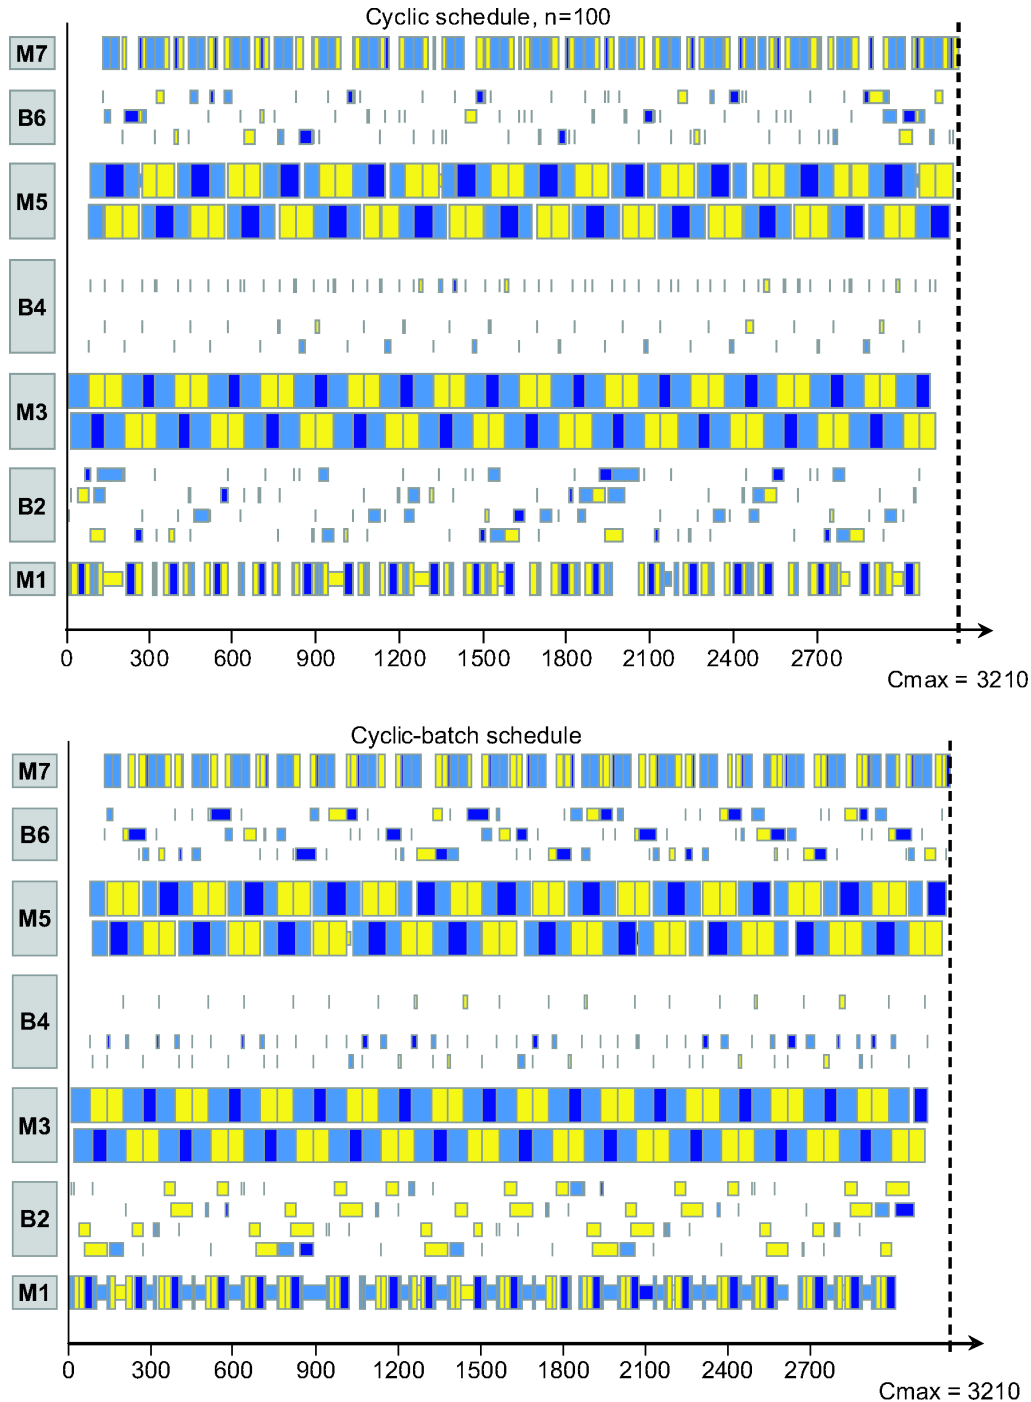 Cyclic schedule, n=100
M7
B6
M5
B4
M3
B2
M1
0 300 600 900 1200 1500 1800 2100 2400 2700
Cmax = 3210
Cyclic-batch schedule
M7
B6
M5
B4
M3
B2
M1
0 300 600 900 1200 1500 1800 2100 2400 2700
Cmax = 3210